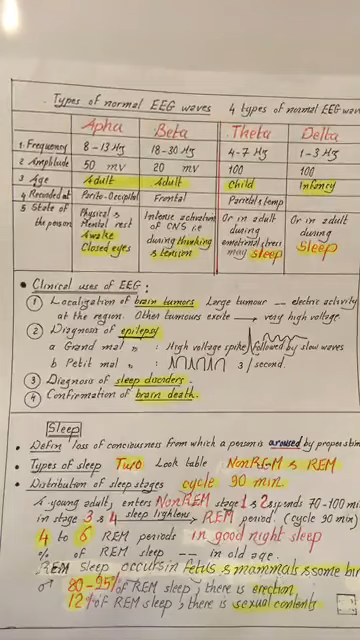 Types of normal EEG waves 4 types of normal EEG wav
Apha Beta Theta Delta
1. Frequency 8-13 Hz 18-30 Hz 4-7 Hz 1-3 Hz
2 Amplitude 50 mv 20 mv 100 100
3 Age Adult Adult Child Infancy
4 Recorded at Parito-Occipital Frontal Parietal & temp
5 State of the person Physical & Mental rest Awake Closed eyes Intense activation of CNS i.e during thinking & tension Or in adult during emotional stress may sleep Or in adult during Sleep
• Clinical uses of EEG:
① Localization of brain tumors Large tumour — electric activity
at the region. Other tumours excite → very high voltage.
② Diagnosis of epilepsy
a Grand mal : High voltage spike followed by slow waves
b Petit mal : 3/second.
③ Diagnosis of sleep disorders.
④ Confirmation of brain death.
Sleep
• Defin loss of conciousness from which a person is aroused by proper stim
• Types of sleep Two Look table NonREM & REM
• Distribution of sleep stages cycle 90 min.
A young adult, enters NonREM stage 1 & 2 spends 70-100 min
in stage 3 & 4 sleep lightens, REM period. (cycle 90 min)
4 to 6 REM periods in good night sleep
% of REM sleep -- in old age.
REM Sleep occurs in fetus & mammals & some bir
80-95% of REM sleep, there is erection
12% of REM sleep, there is sexual contents